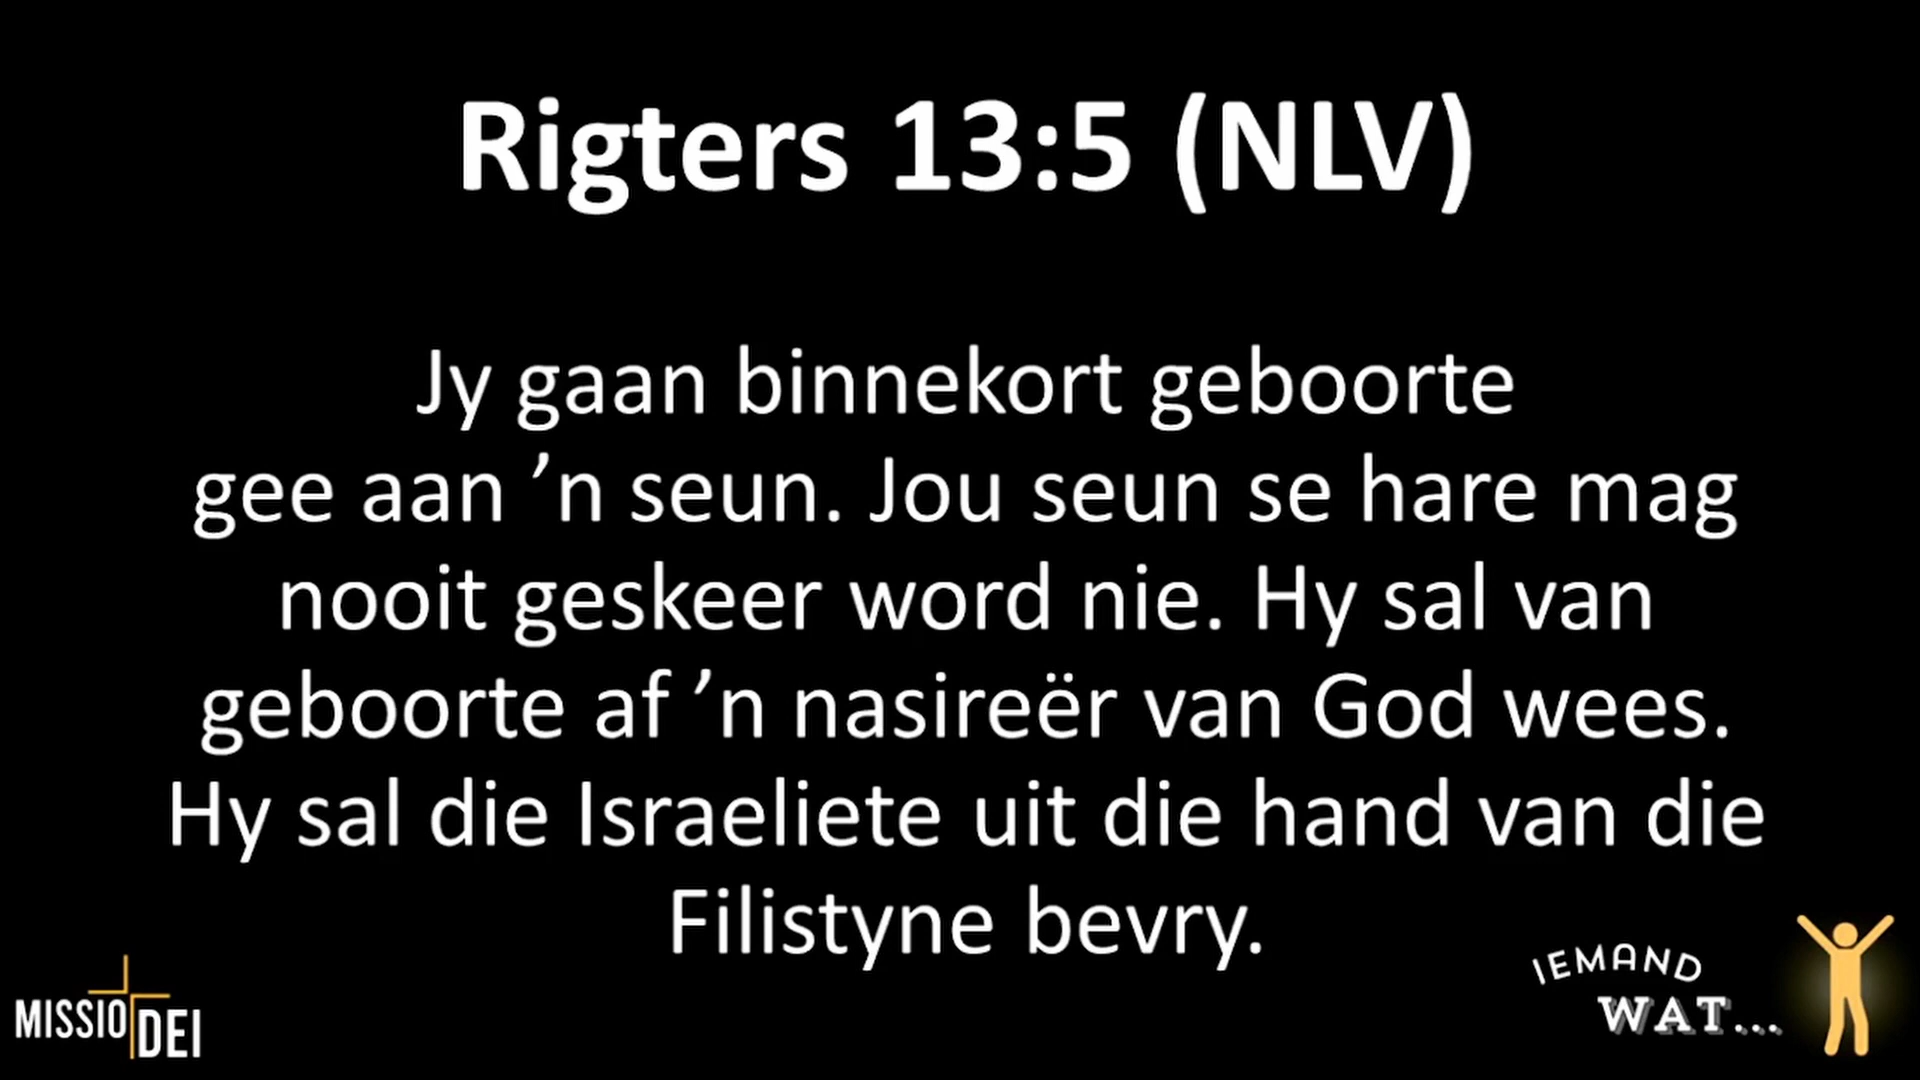 Rigters 13:5 (NLV)
Jy gaan binnekort geboorte
gee aan ’n seun. Jou seun se hare mag
nooit geskeer word nie. Hy sal van
geboorte af ’n nasireër van God wees.
Hy sal die Israeliete uit die hand van die
Filistyne bevry.
MISSIO
DEI
IEMAND
WAT...